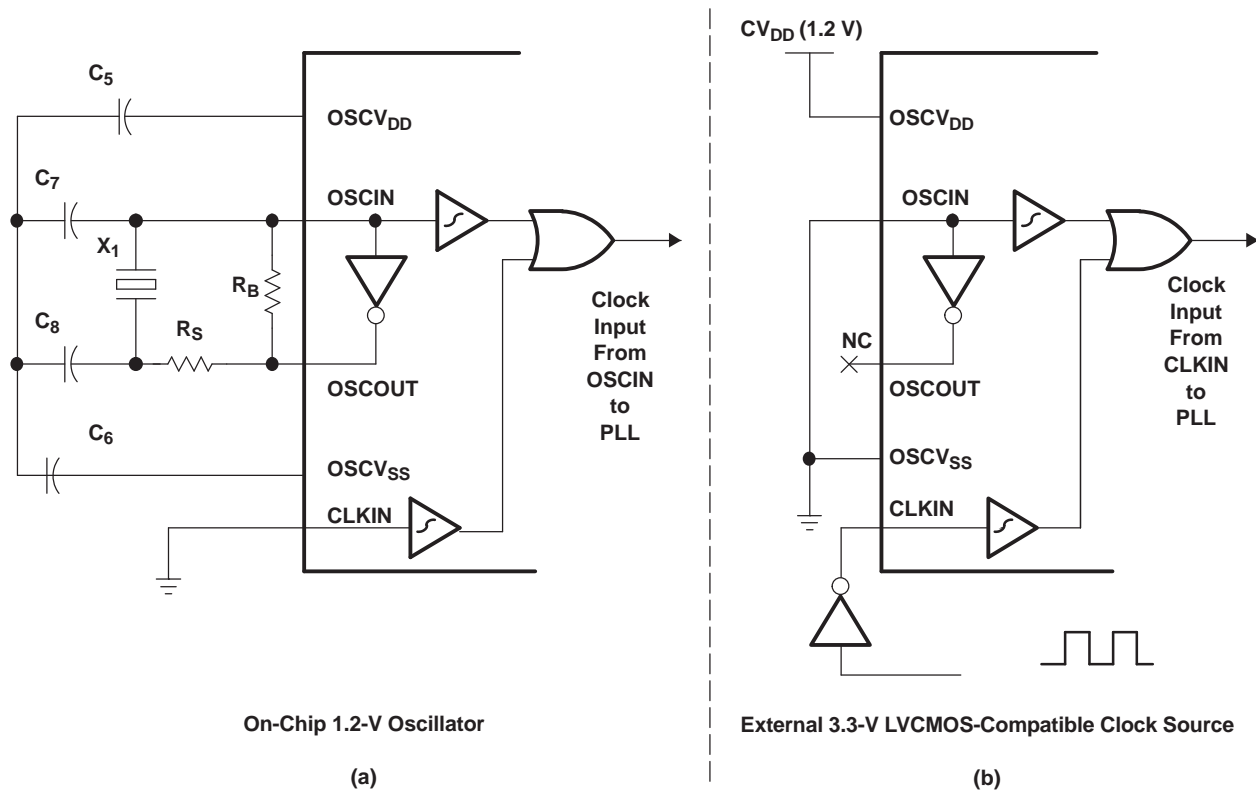 C5
OSCVDD
C7
OSCIN
X1
RB
C8
RS
OSCOUT
C6
OSCVSS
CLKIN
Clock
Input
From
OSCIN
to
PLL
On-Chip 1.2-V Oscillator
(a)
CVDD (1.2 V)
OSCVDD
OSCIN
NC
OSCOUT
OSCVSS
CLKIN
Clock
Input
From
CLKIN
to
PLL
External 3.3-V LVCMOS-Compatible Clock Source
(b)